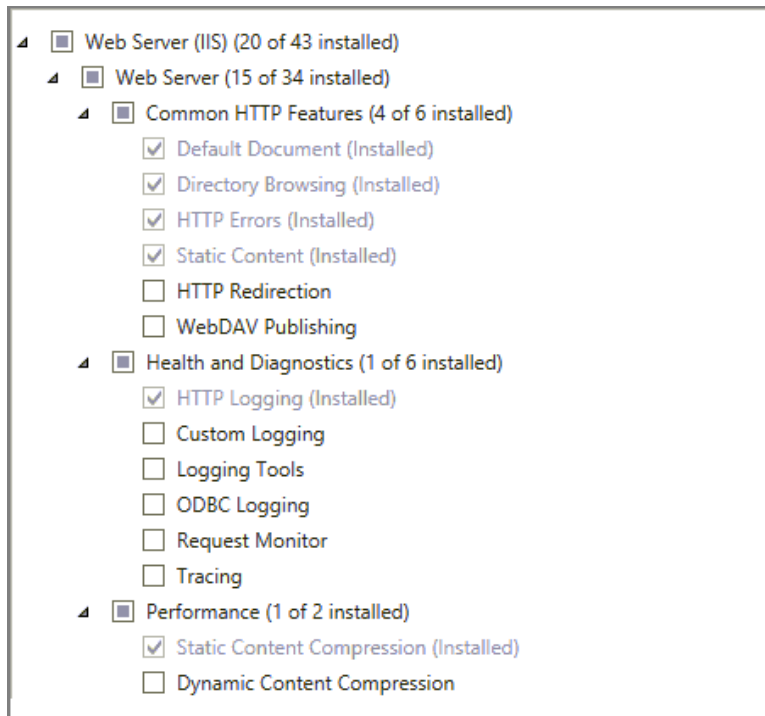 Web Server (IIS) (20 of 43 installed)
Web Server (15 of 34 installed)
Common HTTP Features (4 of 6 installed)
Default Document (Installed)
Directory Browsing (Installed)
HTTP Errors (Installed)
Static Content (Installed)
HTTP Redirection
WebDAV Publishing
Health and Diagnostics (1 of 6 installed)
HTTP Logging (Installed)
Custom Logging
Logging Tools
ODBC Logging
Request Monitor
Tracing
Performance (1 of 2 installed)
Static Content Compression (Installed)
Dynamic Content Compression